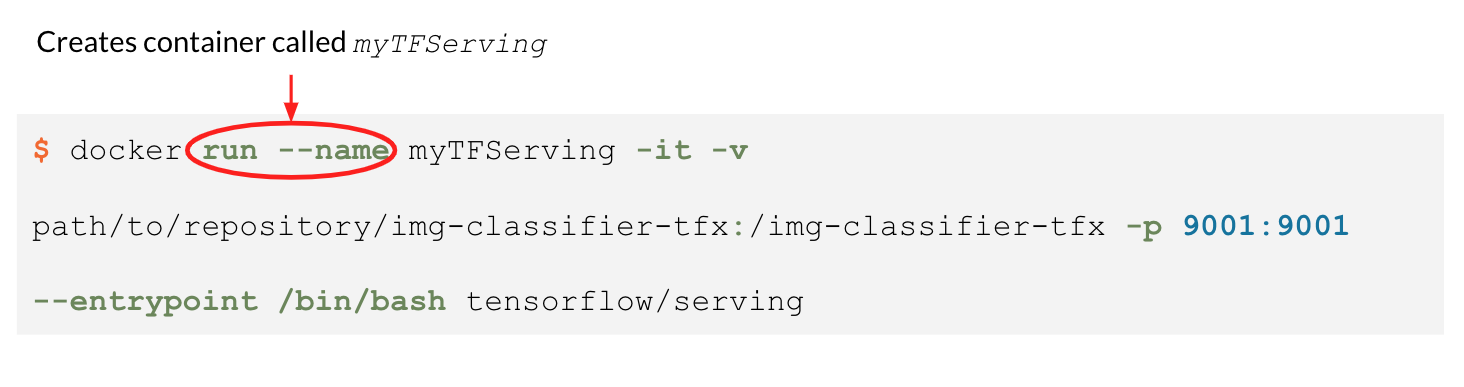 Creates container called myTFServing
$ docker run --name myTFServing -it -v
path/to/repository/img-classifier-tfx:/img-classifier-tfx -p 9001:9001
--entrypoint /bin/bash tensorflow/serving